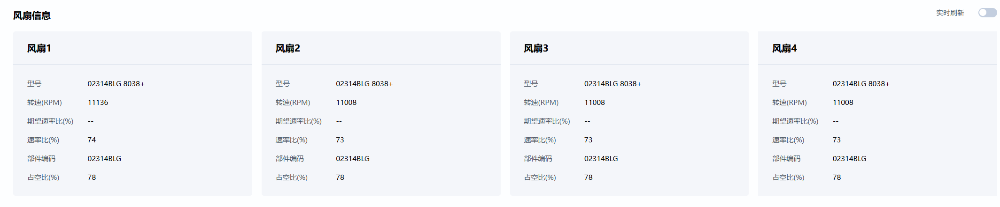 风扇信息
实时刷新
风扇1
型号 02314BLG 8038+
转速(RPM) 11136
期望速率比(%) --
速率比(%) 74
部件编码 02314BLG
占空比(%) 78
风扇2
型号 02314BLG 8038+
转速(RPM) 11008
期望速率比(%) --
速率比(%) 73
部件编码 02314BLG
占空比(%) 78
风扇3
型号 02314BLG 8038+
转速(RPM) 11008
期望速率比(%) --
速率比(%) 73
部件编码 02314BLG
占空比(%) 78
风扇4
型号 02314BLG 8038+
转速(RPM) 11008
期望速率比(%) --
速率比(%) 73
部件编码 02314BLG
占空比(%) 78